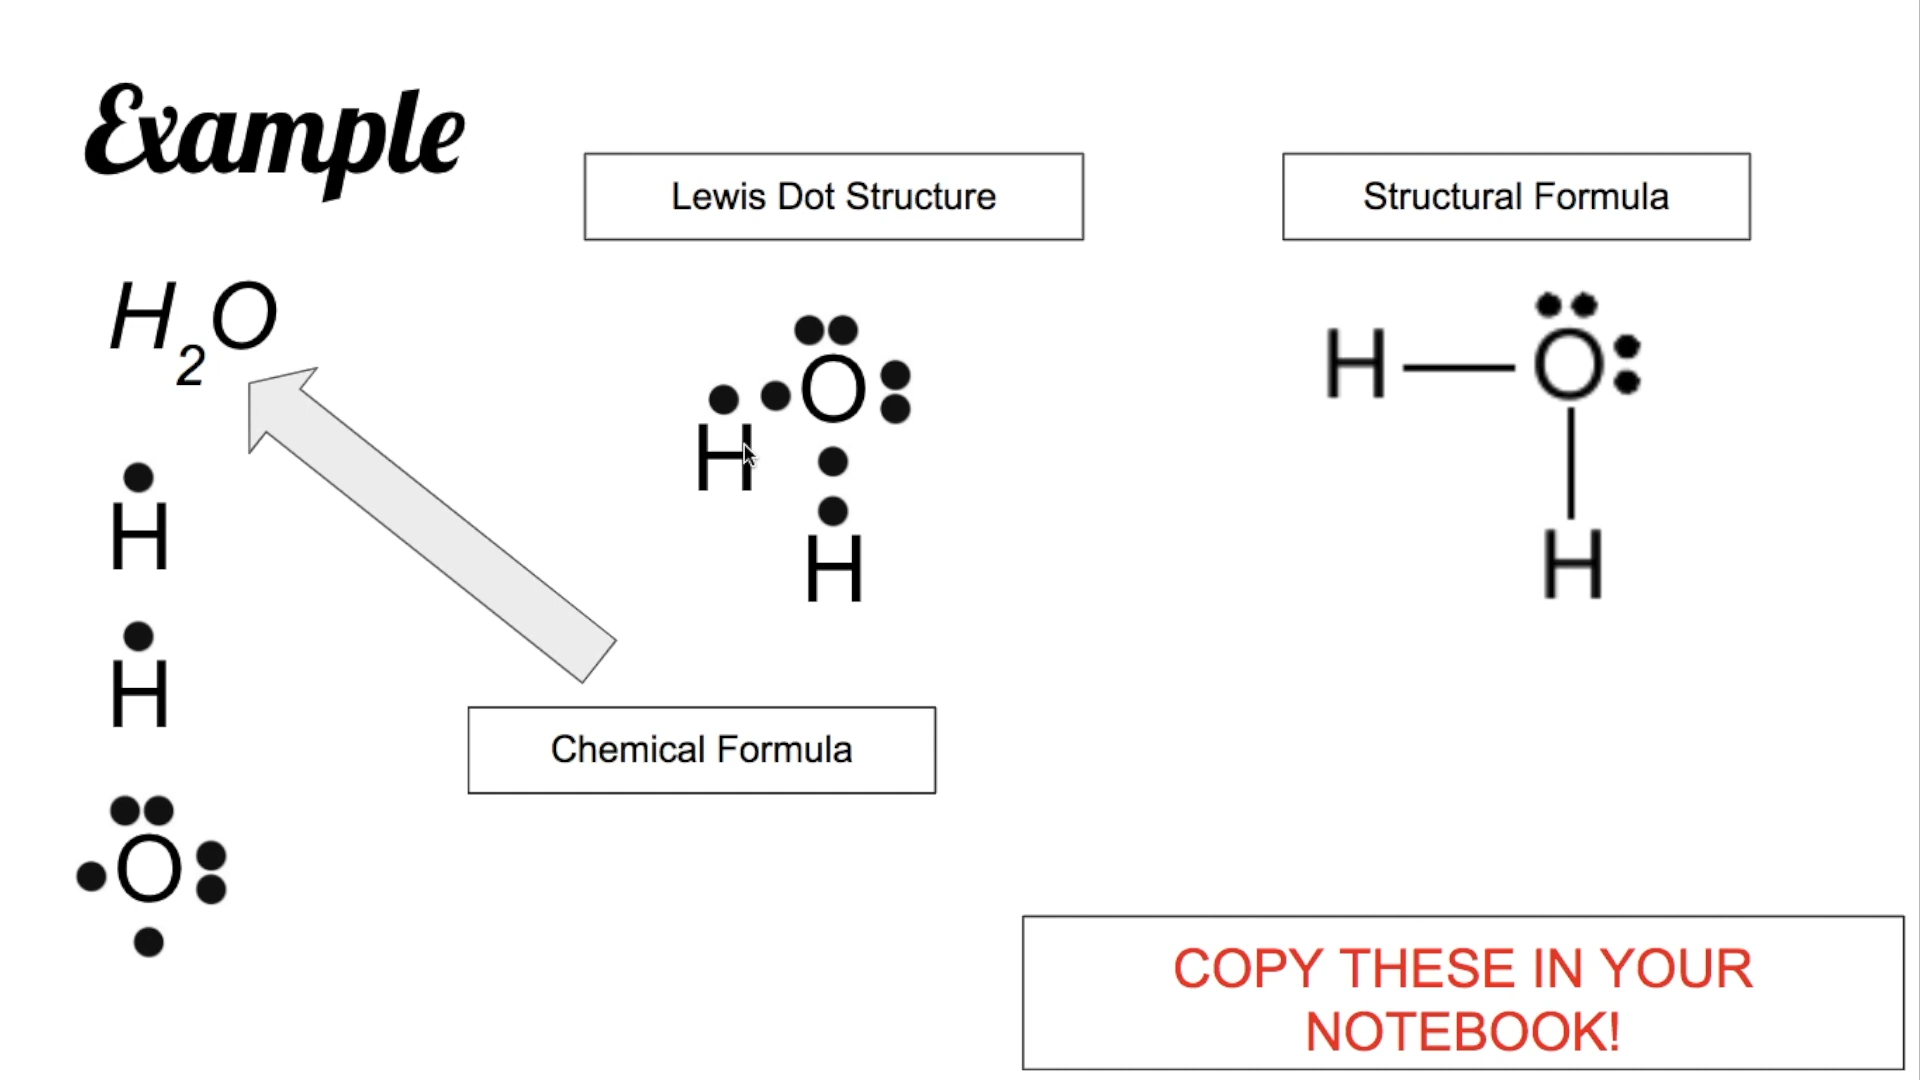 Example
Lewis Dot Structure
Structural Formula
H2O
O
H
H
H O
H
H
H
Chemical Formula
O
COPY THESE IN YOUR
NOTEBOOK!